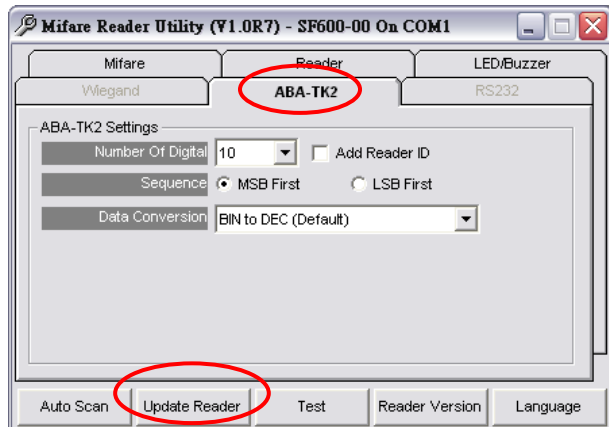 Mifare Reader Utility (V1.0R7) - SF600-00 On COM1
Mifare Reader LED/Buzzer
Wiegand ABA-TK2 RS232
ABA-TK2 Settings
Number Of Digital 10 Add Reader ID
Sequence MSB First LSB First
Data Conversion BIN to DEC (Default)
Auto Scan Update Reader Test Reader Version Language